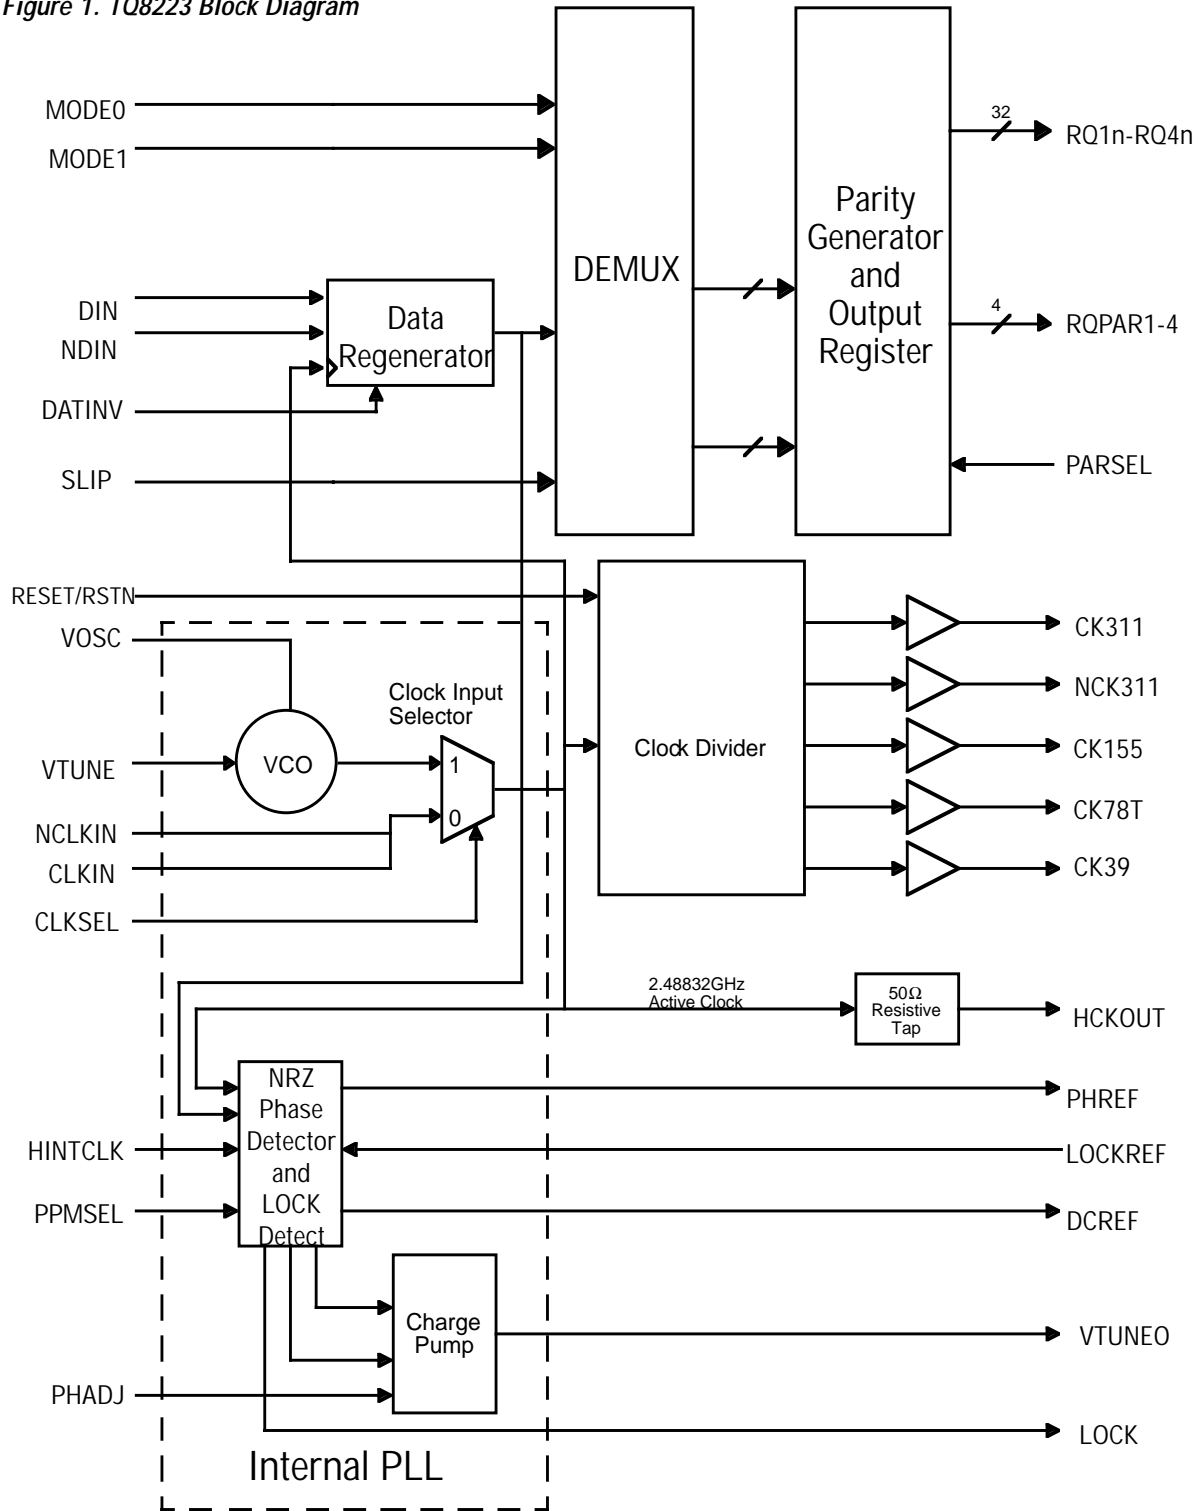 Figure 1. TQ8223 Block Diagram
MODE0
MODE1
DIN
NDIN
DATINV
SLIP
Data
Regenerator
DEMUX
Parity
Generator
and
Output
Register
32
RQ1n-RQ4n
4
RQPAR1-4
PARSEL
RESET/RSTN
VOSC
VTUNE
NCLKIN
CLKIN
CLKSEL
VCO
Clock Input
Selector
1
0
Clock Divider
CK311
NCK311
CK155
CK78T
CK39
2.48832GHz
Active Clock
50Ω
Resistive
Tap
HCKOUT
HINTCLK
PPMSEL
NRZ
Phase
Detector
and
LOCK
Detect
PHREF
LOCKREF
DCREF
Charge
Pump
VTUNEO
PHADJ
LOCK
Internal PLL